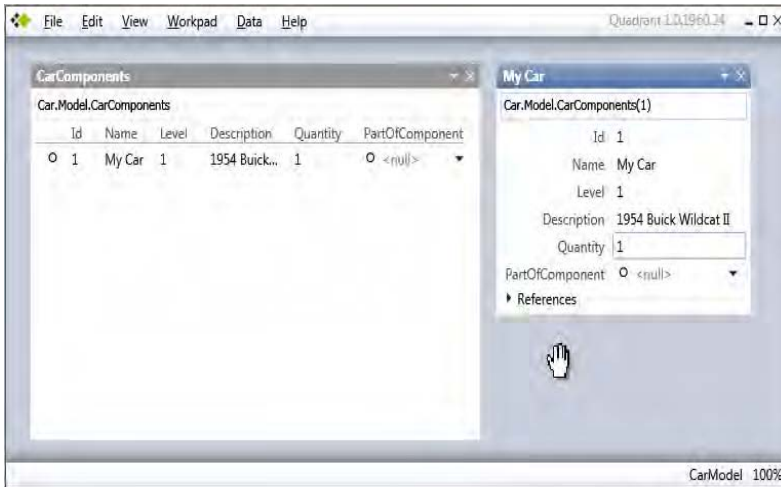 File Edit View Workpad Data Help Quadrant 1.0.1960.24
CarComponents
Car.Model.CarComponents
Id Name Level Description Quantity PartOfComponent
1 My Car 1 1954 Buick... 1 <null>
My Car
Car.Model.CarComponents(1)
Id 1
Name My Car
Level 1
Description 1954 Buick Wildcat II
Quantity 1
PartOfComponent <null>
References
CarModel 100%